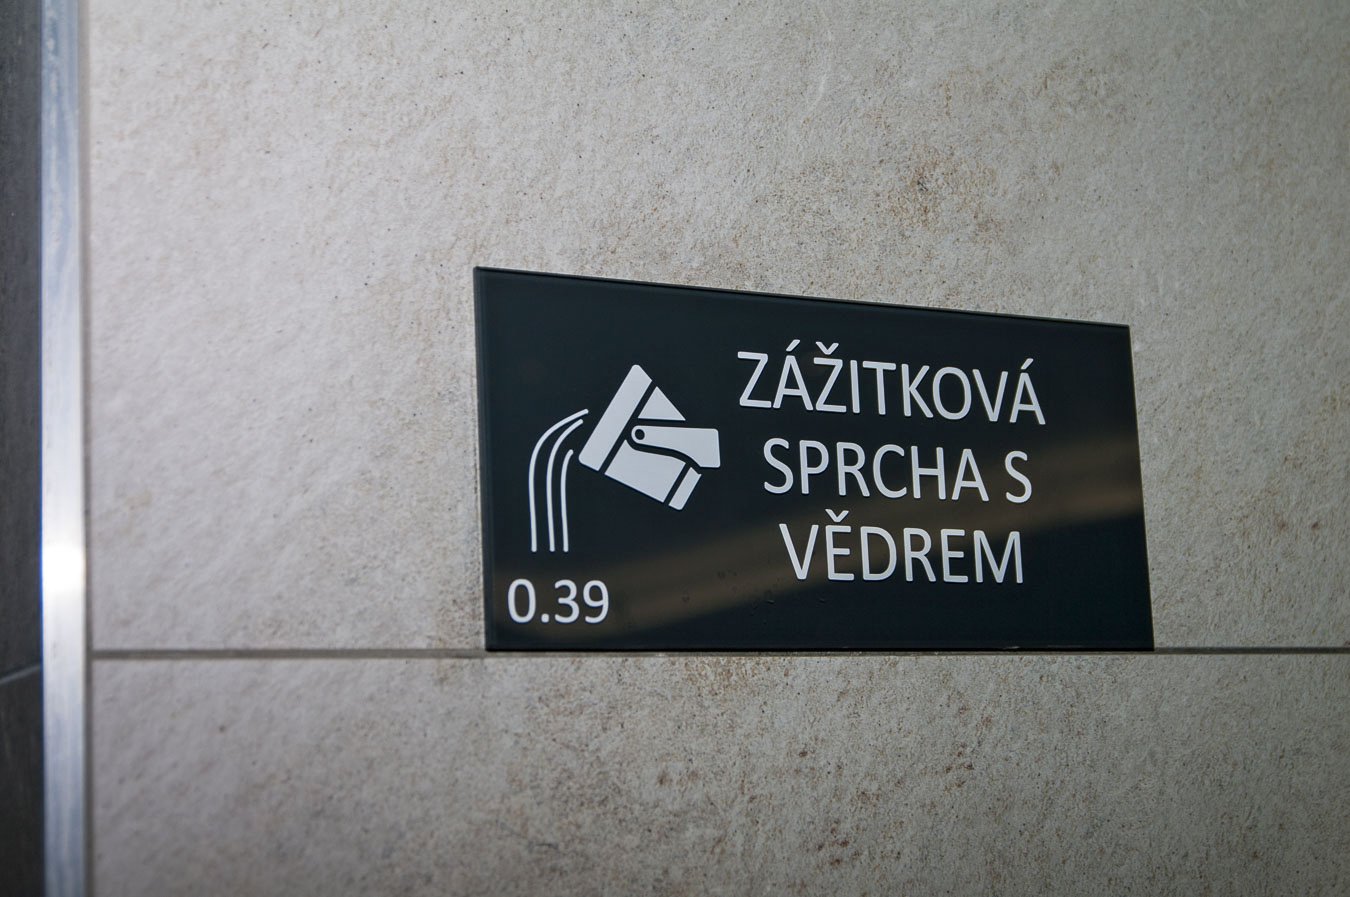 ZÁŽITKOVÁ
SPRCHA S
VĚDREM
0.39